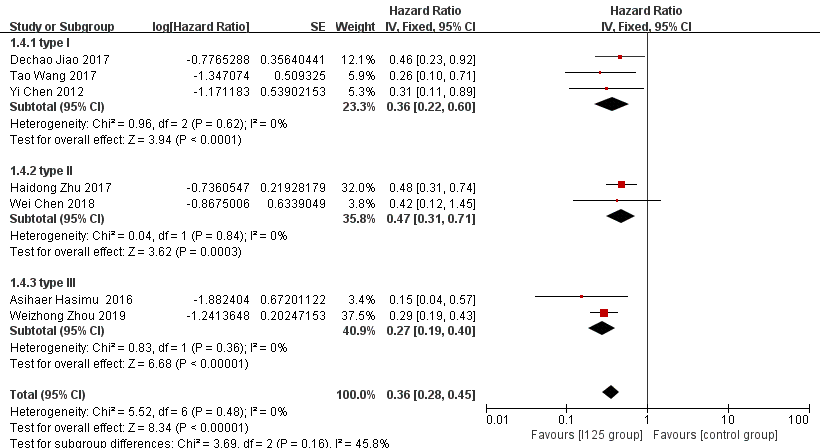 Hazard Ratio Hazard Ratio
Study or Subgroup log[Hazard Ratio] SE Weight IV, Fixed, 95% CI IV, Fixed, 95% CI
1.4.1 type I
Dechao Jiao 2017 -0.7765288 0.35640441 12.1% 0.46 [0.23, 0.92]
Tao Wang 2017 -1.347074 0.509325 5.9% 0.26 [0.10, 0.71]
Yi Chen 2012 -1.171183 0.53902153 5.3% 0.31 [0.11, 0.89]
Subtotal (95% CI) 23.3% 0.36 [0.22, 0.60]
Heterogeneity: Chi² = 0.96, df = 2 (P = 0.62); I² = 0%
Test for overall effect: Z = 3.94 (P < 0.0001)
1.4.2 type II
Haidong Zhu 2017 -0.7360547 0.21928179 32.0% 0.48 [0.31, 0.74]
Wei Chen 2018 -0.8675006 0.6339049 3.8% 0.42 [0.12, 1.45]
Subtotal (95% CI) 35.8% 0.47 [0.31, 0.71]
Heterogeneity: Chi² = 0.04, df = 1 (P = 0.84); I² = 0%
Test for overall effect: Z = 3.62 (P = 0.0003)
1.4.3 type III
Asihaer Hasimu 2016 -1.882404 0.67201122 3.4% 0.15 [0.04, 0.57]
Weizhong Zhou 2019 -1.2413648 0.20247153 37.5% 0.29 [0.19, 0.43]
Subtotal (95% CI) 40.9% 0.27 [0.19, 0.40]
Heterogeneity: Chi² = 0.83, df = 1 (P = 0.36); I² = 0%
Test for overall effect: Z = 6.68 (P < 0.00001)
Total (95% CI) 100.0% 0.36 [0.28, 0.45]
Heterogeneity: Chi² = 5.52, df = 6 (P = 0.48); I² = 0%
Test for overall effect: Z = 8.34 (P < 0.00001)
Test for subgroup differences: Chi² = 3.69, df = 2 (P = 0.16), I² = 45.8%
0.01 0.1 1 10 100
Favours [I125 group] Favours [control group]